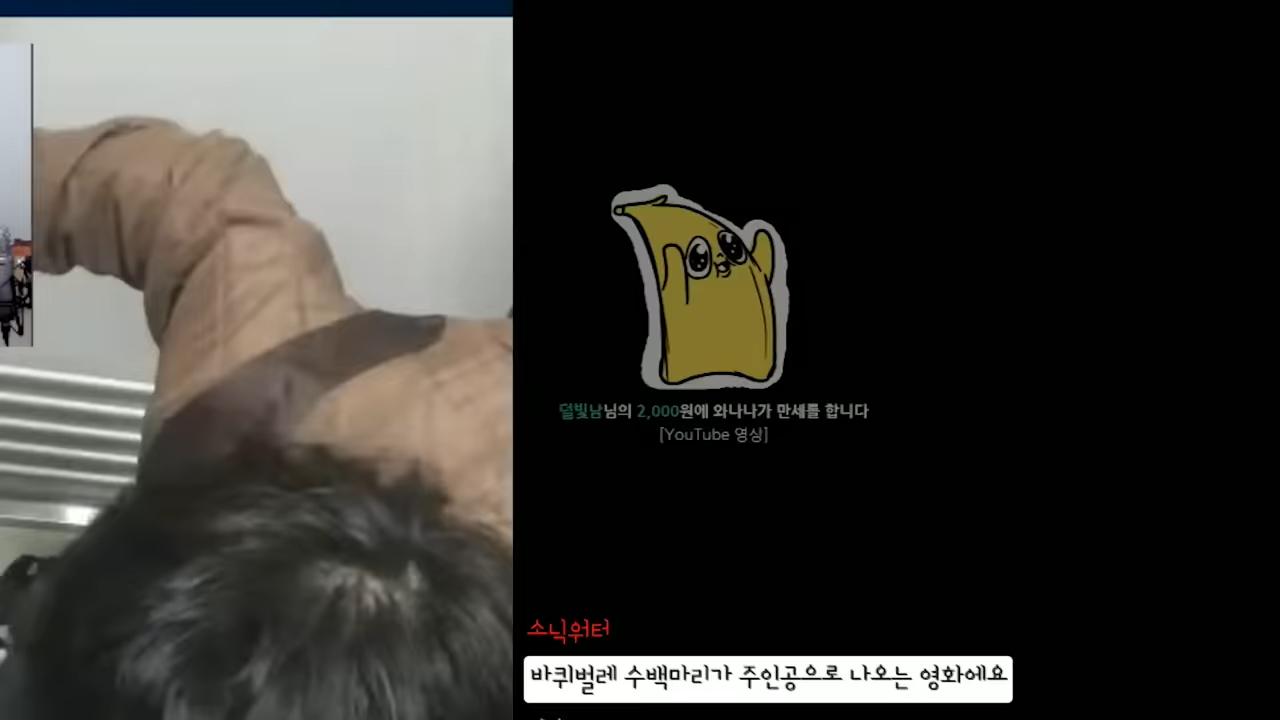 덜빛남님의 2,000원에 와나나가 만세를 합니다
[YouTube 영상]
소닉워터
바퀴벌레 수백마리가 주인공으로 나오는 영화에요